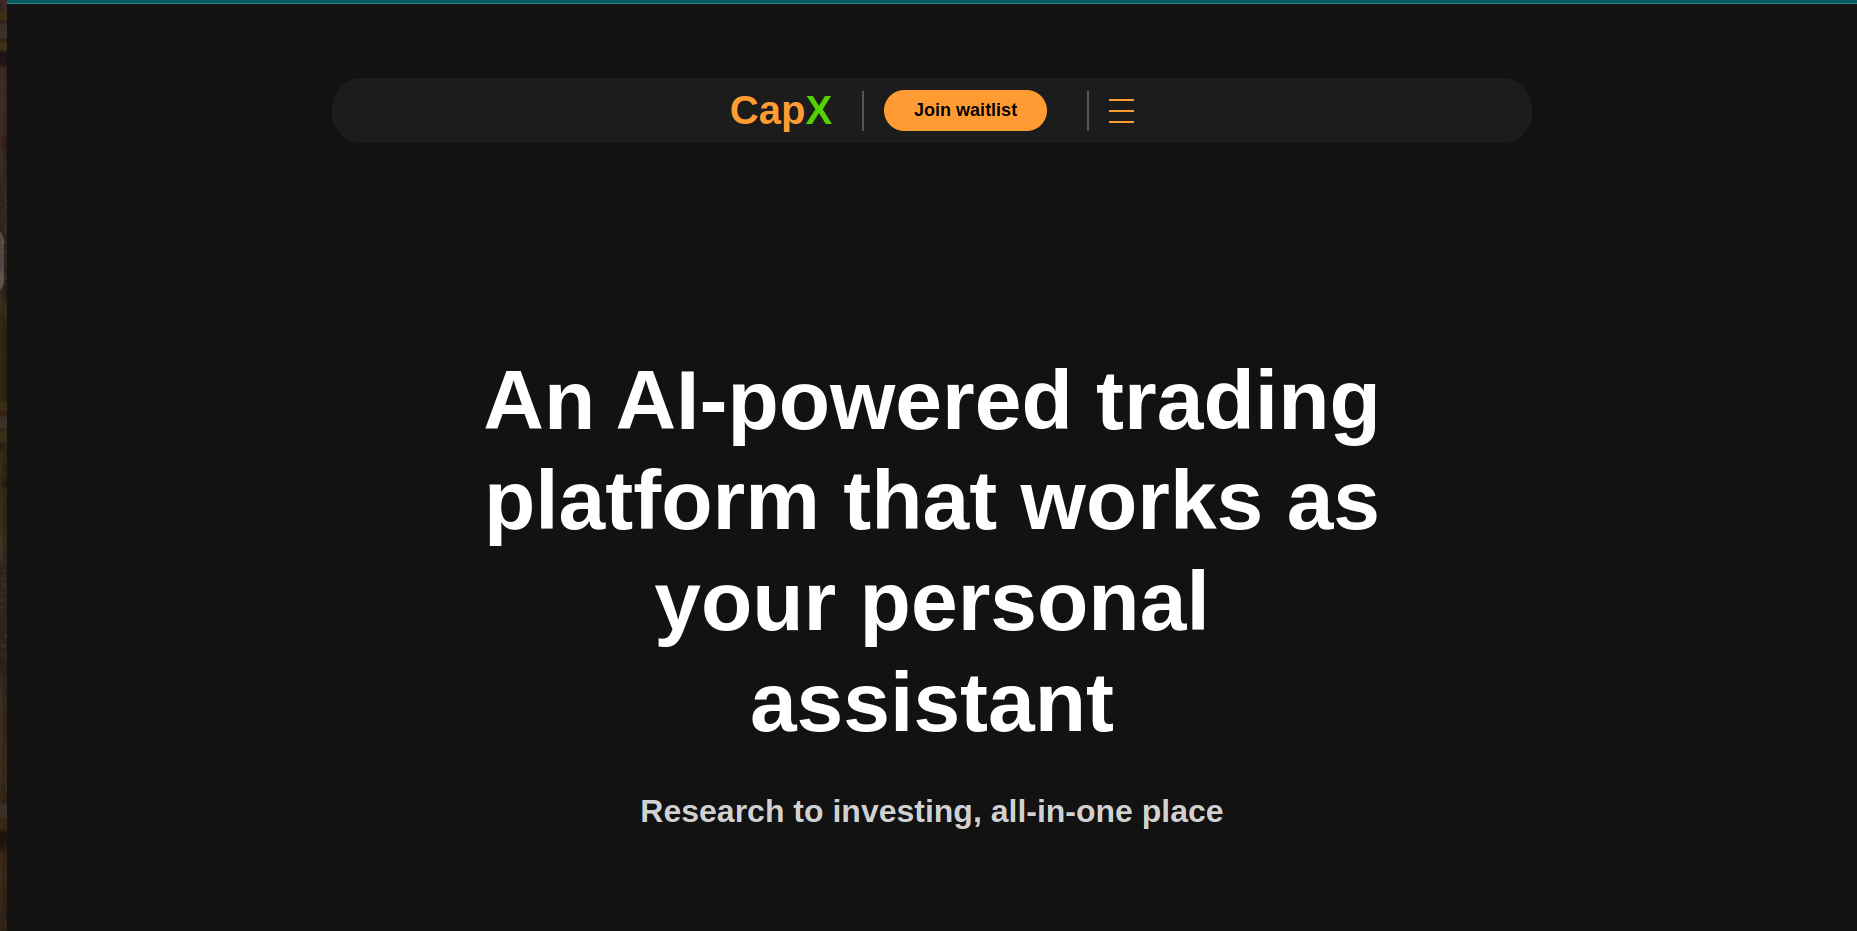 CapX
Join waitlist
An AI-powered trading
platform that works as
your personal
assistant
Research to investing, all-in-one place